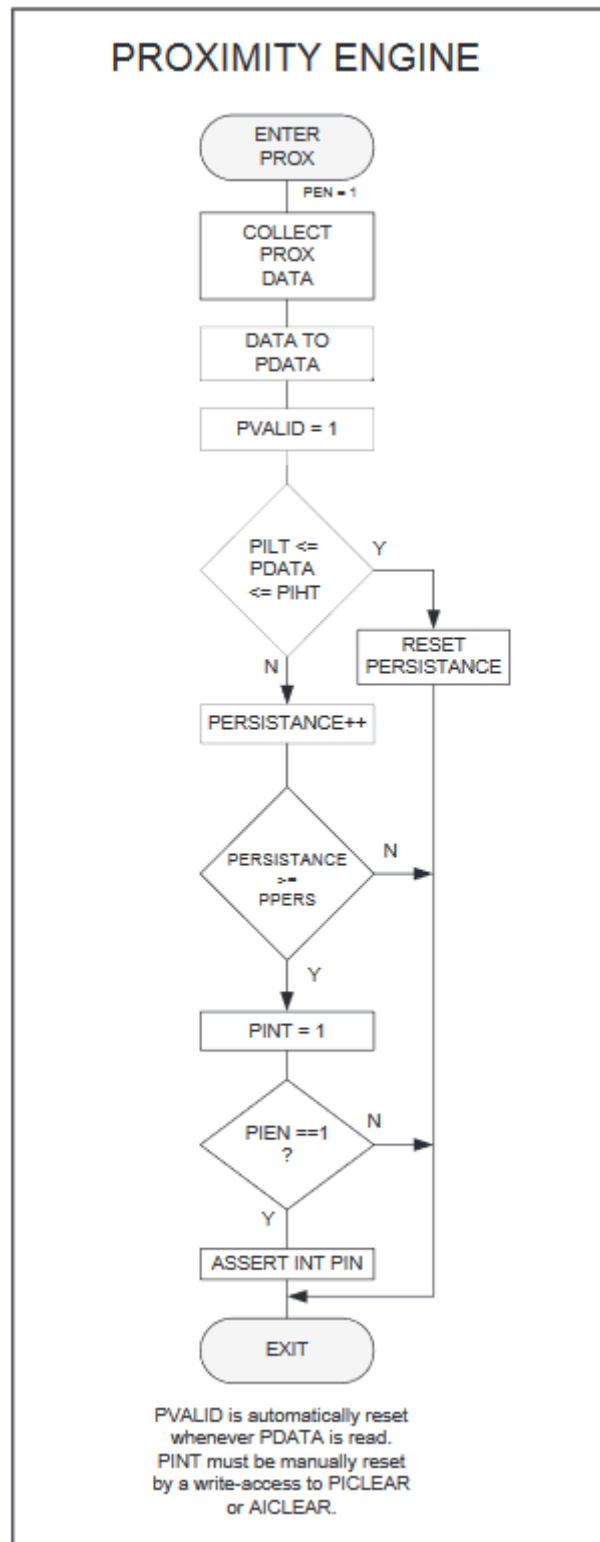 PROXIMITY ENGINE
ENTER
PROX
PEN = 1
COLLECT
PROX
DATA
DATA TO
PDATA
PVALID = 1
PILT <=
PDATA
<= PIHT
Y
RESET
PERSISTANCE
N
PERSISTANCE++
PERSISTANCE
>=
PPERS
N
Y
PINT = 1
PIEN ==1
?
N
Y
ASSERT INT PIN
EXIT
PVALID is automatically reset
whenever PDATA is read.
PINT must be manually reset
by a write-access to PICLEAR
or AICLEAR.